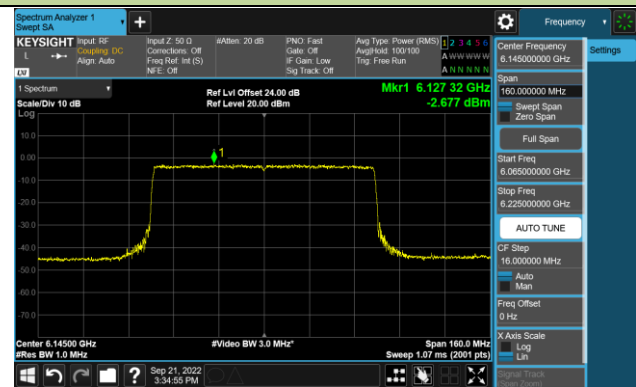 Spectrum Analyzer 1
Swept SA
+
Frequency
KEYSIGHT
L
LXI
Input: RF
Coupling: DC
Align: Auto
Input Z: 50 Ω
Corrections: Off
Freq Ref: Int (S)
NFE: Off
#Atten: 20 dB
PNO: Fast
Gate: Off
IF Gain: Low
Sig Track: Off
Avg Type: Power (RMS)
Avg|Hold: 100/100
Trig: Free Run
1 2 3 4 5 6
A W W W W W
A N N N N N
1 Spectrum
Scale/Div 10 dB
Log
Ref Lvl Offset 24.00 dB
Ref Level 20.00 dBm
Mkr1 6.127 32 GHz
-2.677 dBm
10.0
0.00
-10.0
-20.0
-30.0
-40.0
-50.0
-60.0
-70.0
1
Center 6.14500 GHz
#Res BW 1.0 MHz
#Video BW 3.0 MHz*
Span 160.0 MHz
Sweep 1.07 ms (2001 pts)
Sep 21, 2022
3:34:55 PM
?
Center Frequency
6.145000000 GHz
Settings
Span
160.000000 MHz
Swept Span
Zero Span
Full Span
Start Freq
6.065000000 GHz
Stop Freq
6.225000000 GHz
AUTO TUNE
CF Step
16.000000 MHz
Auto
Man
Freq Offset
0 Hz
X Axis Scale
Log
Lin
Signal Track
(Span Zoom)